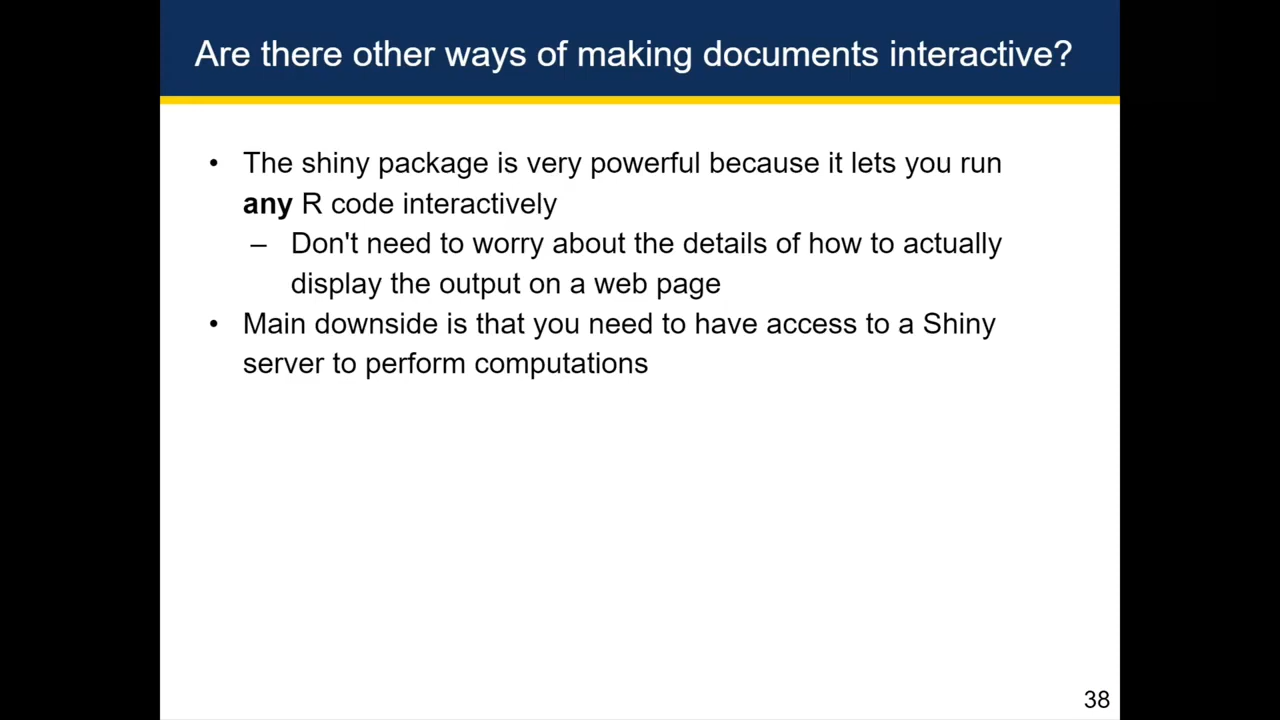 Are there other ways of making documents interactive?
• The shiny package is very powerful because it lets you run
any R code interactively
– Don't need to worry about the details of how to actually
display the output on a web page
• Main downside is that you need to have access to a Shiny
server to perform computations
38